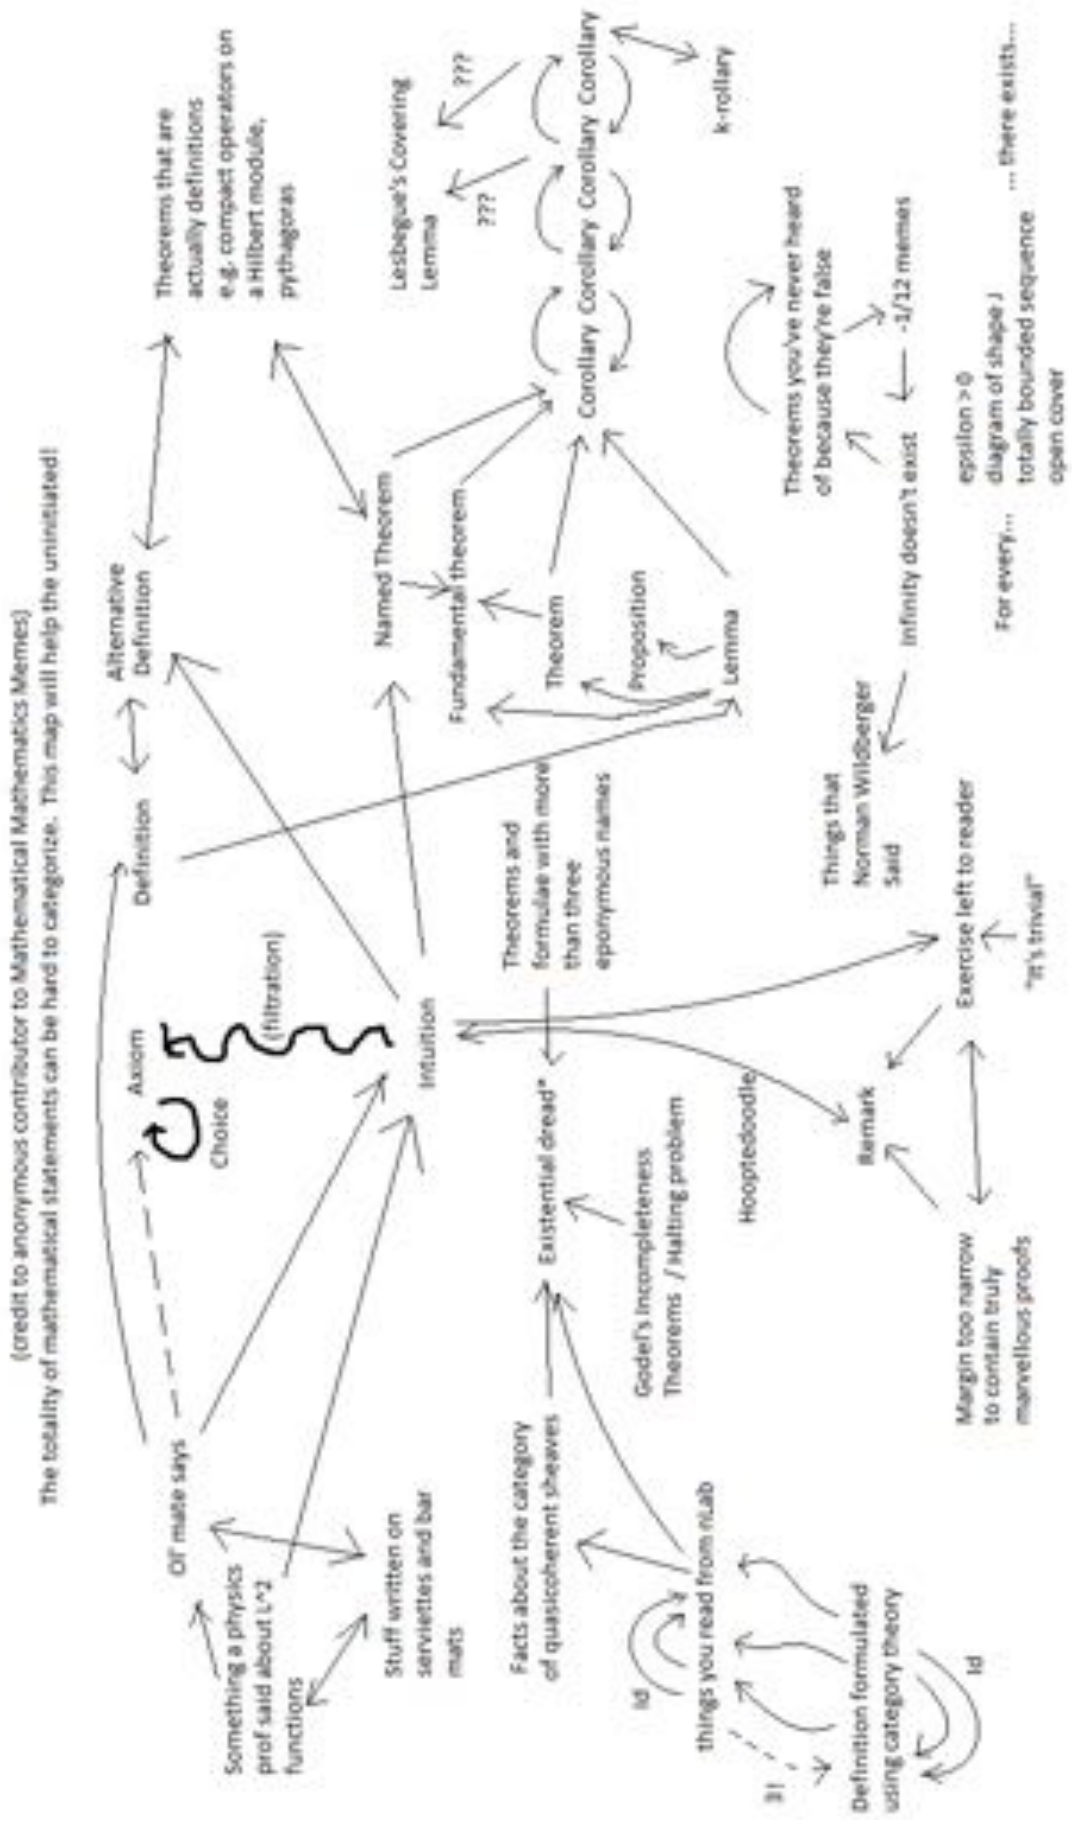 (credit to anonymous contributor to Mathematical Mathematics Memes)
The totality of mathematical statements can be hard to categorize. This map will help the uninitiated!
Ol' mate says
Something a physics
prof said about L^2
functions
Stuff written on
serviettes and bar
mats
Axiom
Choice
(filtration)
Intuition
Definition
Alternative
Definition
Theorems that are
actually definitions
e.g. compact operators on
a Hilbert module,
pythagoras
Named Theorem
Fundamental theorem
Theorem
Proposition
Lemma
Lesbegue's Covering
Lemma
???
???
Corollary Corollary Corollary Corollary
k-rollary
Facts about the category
of quasicoherent sheaves
Existential dread"
Theorems and
formulae with more
than three
eponymous names
Godel's Incompleteness
Theorems / Halting problem
Hooptedoodle
Id
things you read from nLab
∃!
Definition formulated
using category theory
Id
Remark
Margin too narrow
to contain truly
marvellous proofs
Exercise left to reader
"It's trivial"
Things that
Norman Wildberger
Said
Infinity doesn't exist
Theorems you've never heard
of because they're false
-1/12 memes
For every...
epsilon > 0
diagram of shape J
totally bounded sequence
open cover
... there exists...